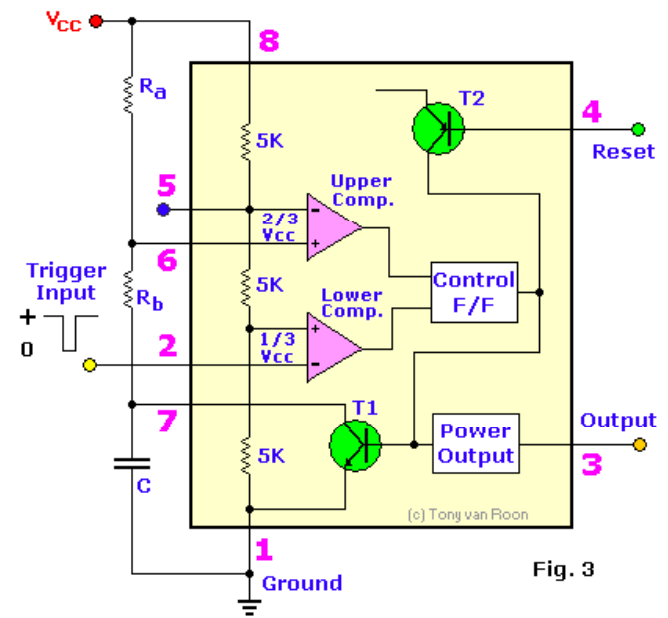 VCC
8
Ra
T2
4
5K
Reset
5
Upper
Comp.
-
2/3
Vcc
+
6
Trigger
Input
Rb
5K
Control
F/F
Lower
Comp.
+
0
+
1/3
Vcc
-
2
7
T1
Output
Power
Output
3
5K
C
(c) Tony van Roon
1
Fig. 3
Ground